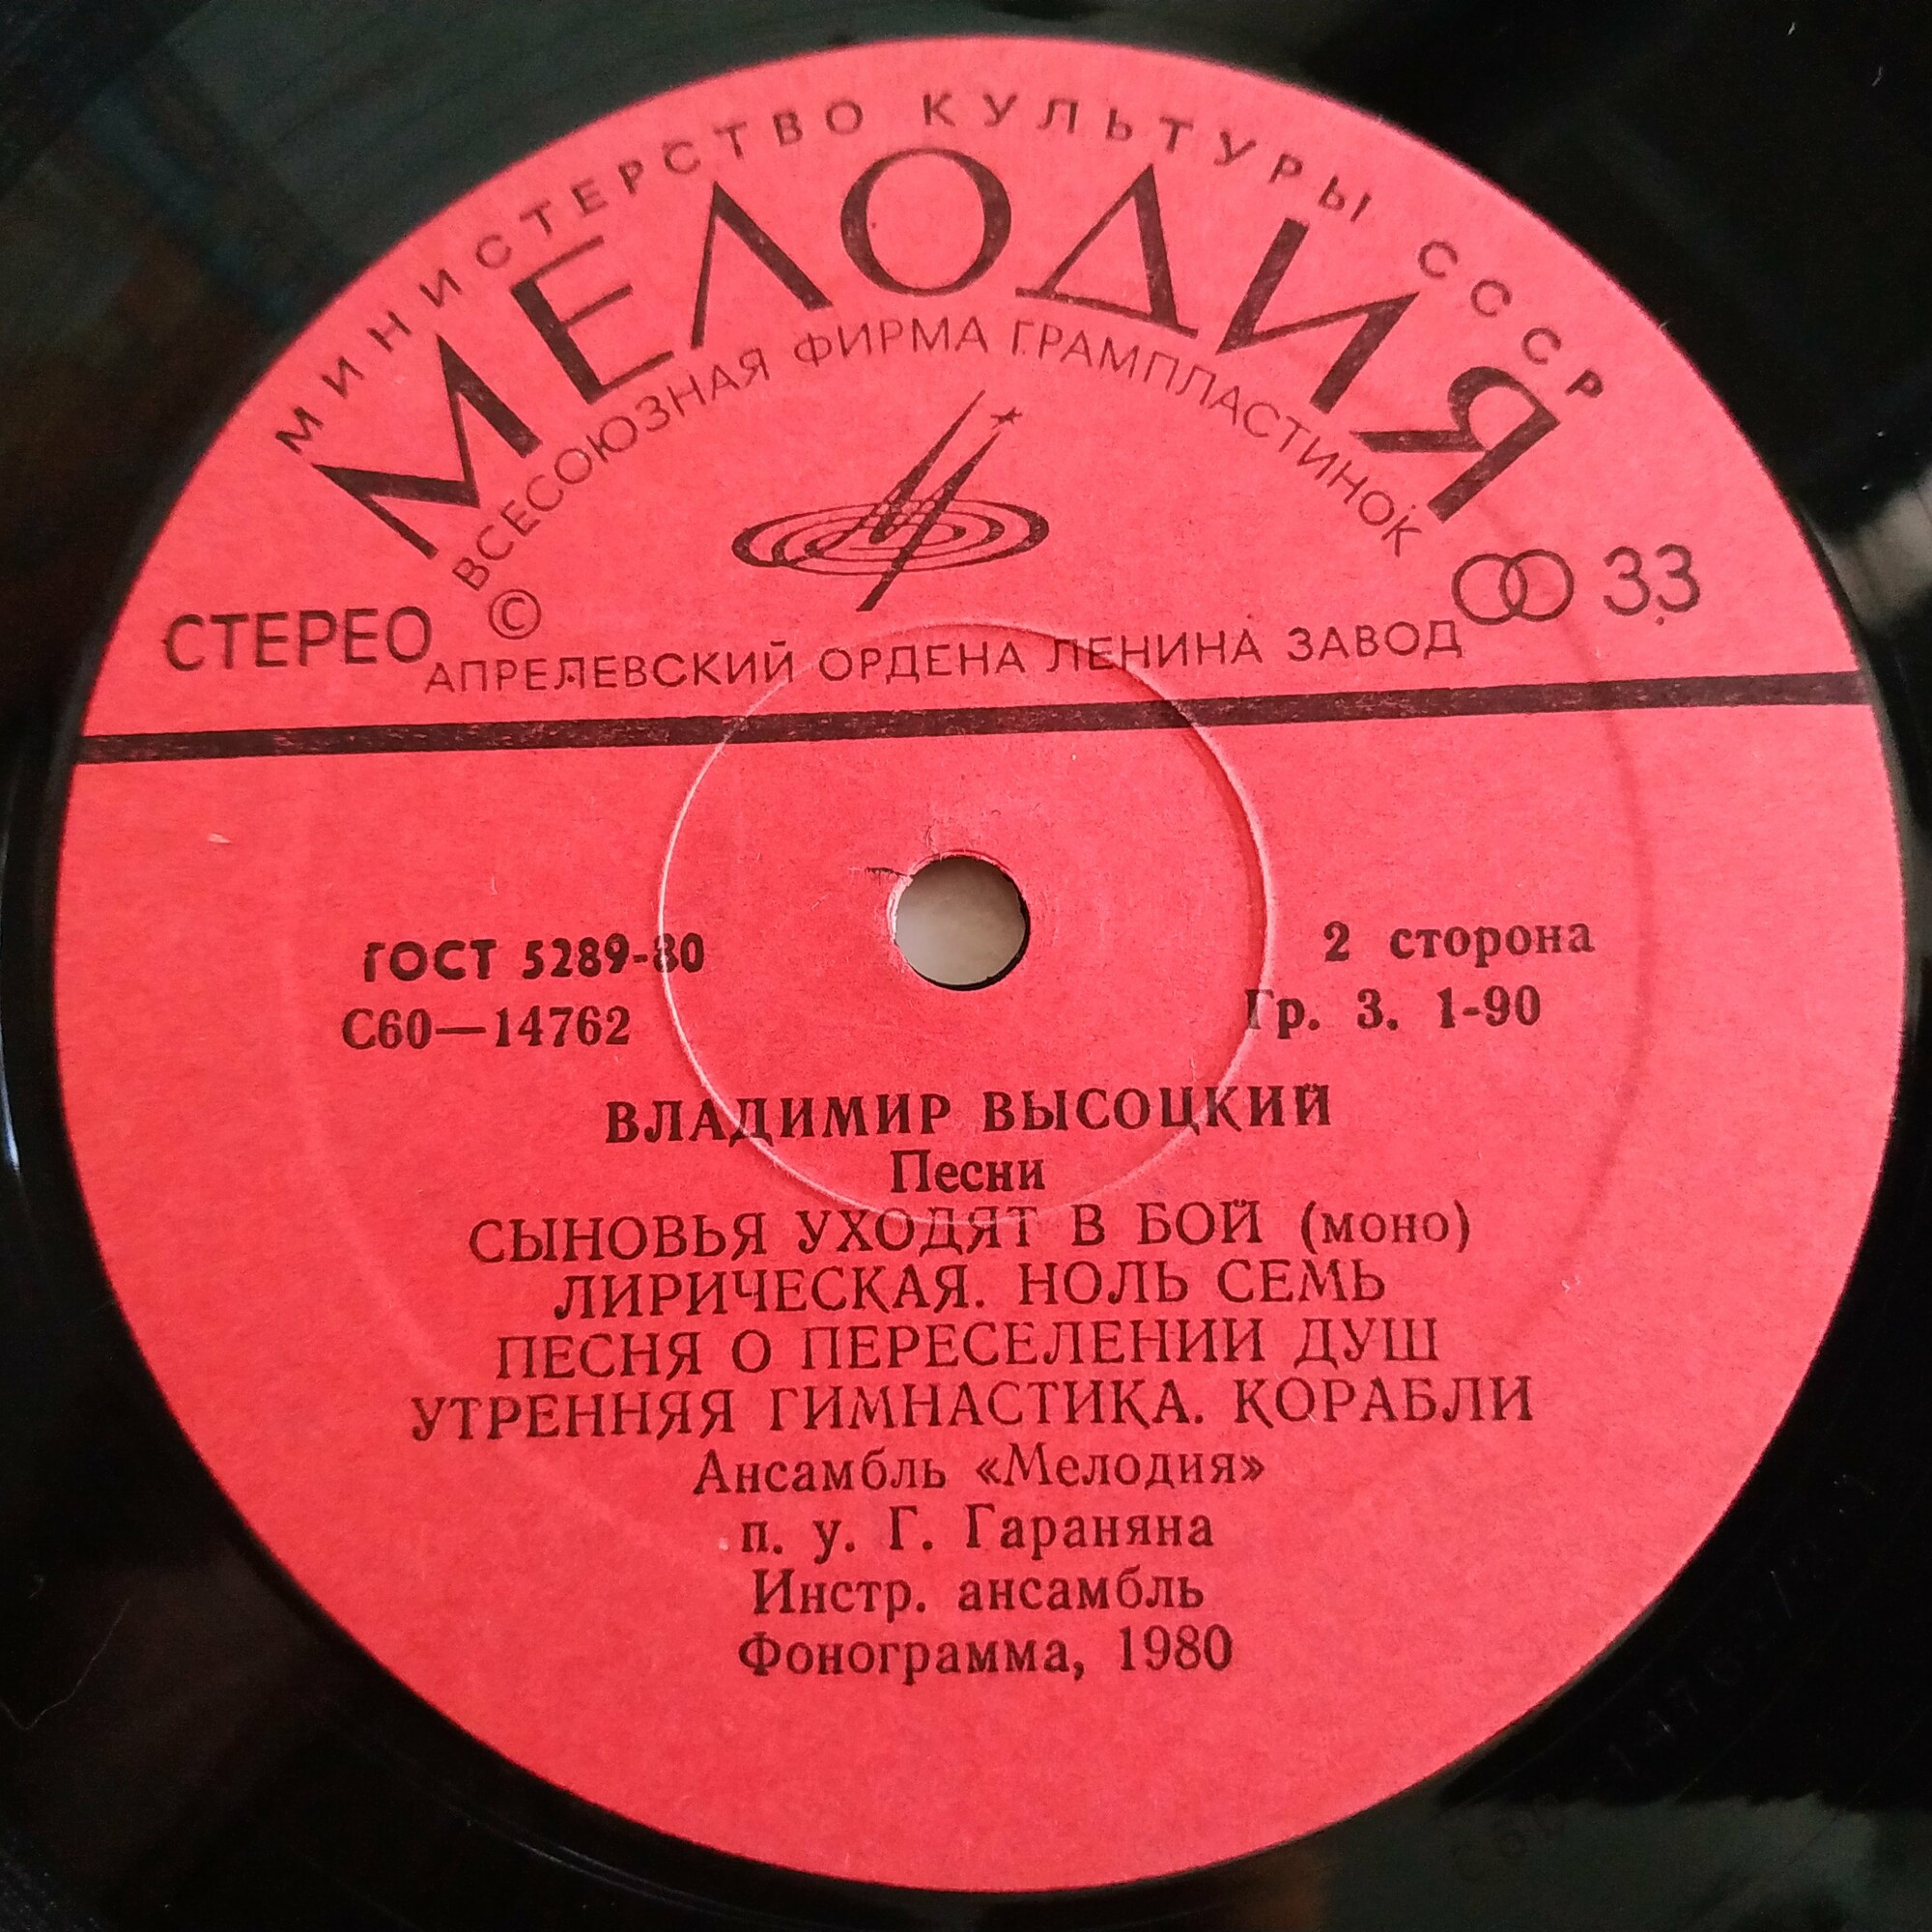 МИНИСТЕРСТВО КУЛЬТУРЫ СССР
МЕЛОДИЯ
ВСЕСОЮЗНАЯ ФИРМА ГРАМПЛАСТИНОК
СТЕРЕО © 33
АПРЕЛЕВСКИЙ ОРДЕНА ЛЕНИНА ЗАВОД
ГОСТ 5289-80 2 сторона
С60—14762 Гр. 3. 1-90
ВЛАДИМИР ВЫСОЦКИЙ
Песни
СЫНОВЬЯ УХОДЯТ В БОЙ (моно)
ЛИРИЧЕСКАЯ. НОЛЬ СЕМЬ
ПЕСНЯ О ПЕРЕСЕЛЕНИИ ДУШ
УТРЕННЯЯ ГИМНАСТИКА. КОРАБЛИ
Ансамбль «Мелодия»
п. у. Г. Гараняна
Инстр. ансамбль
Фонограмма, 1980